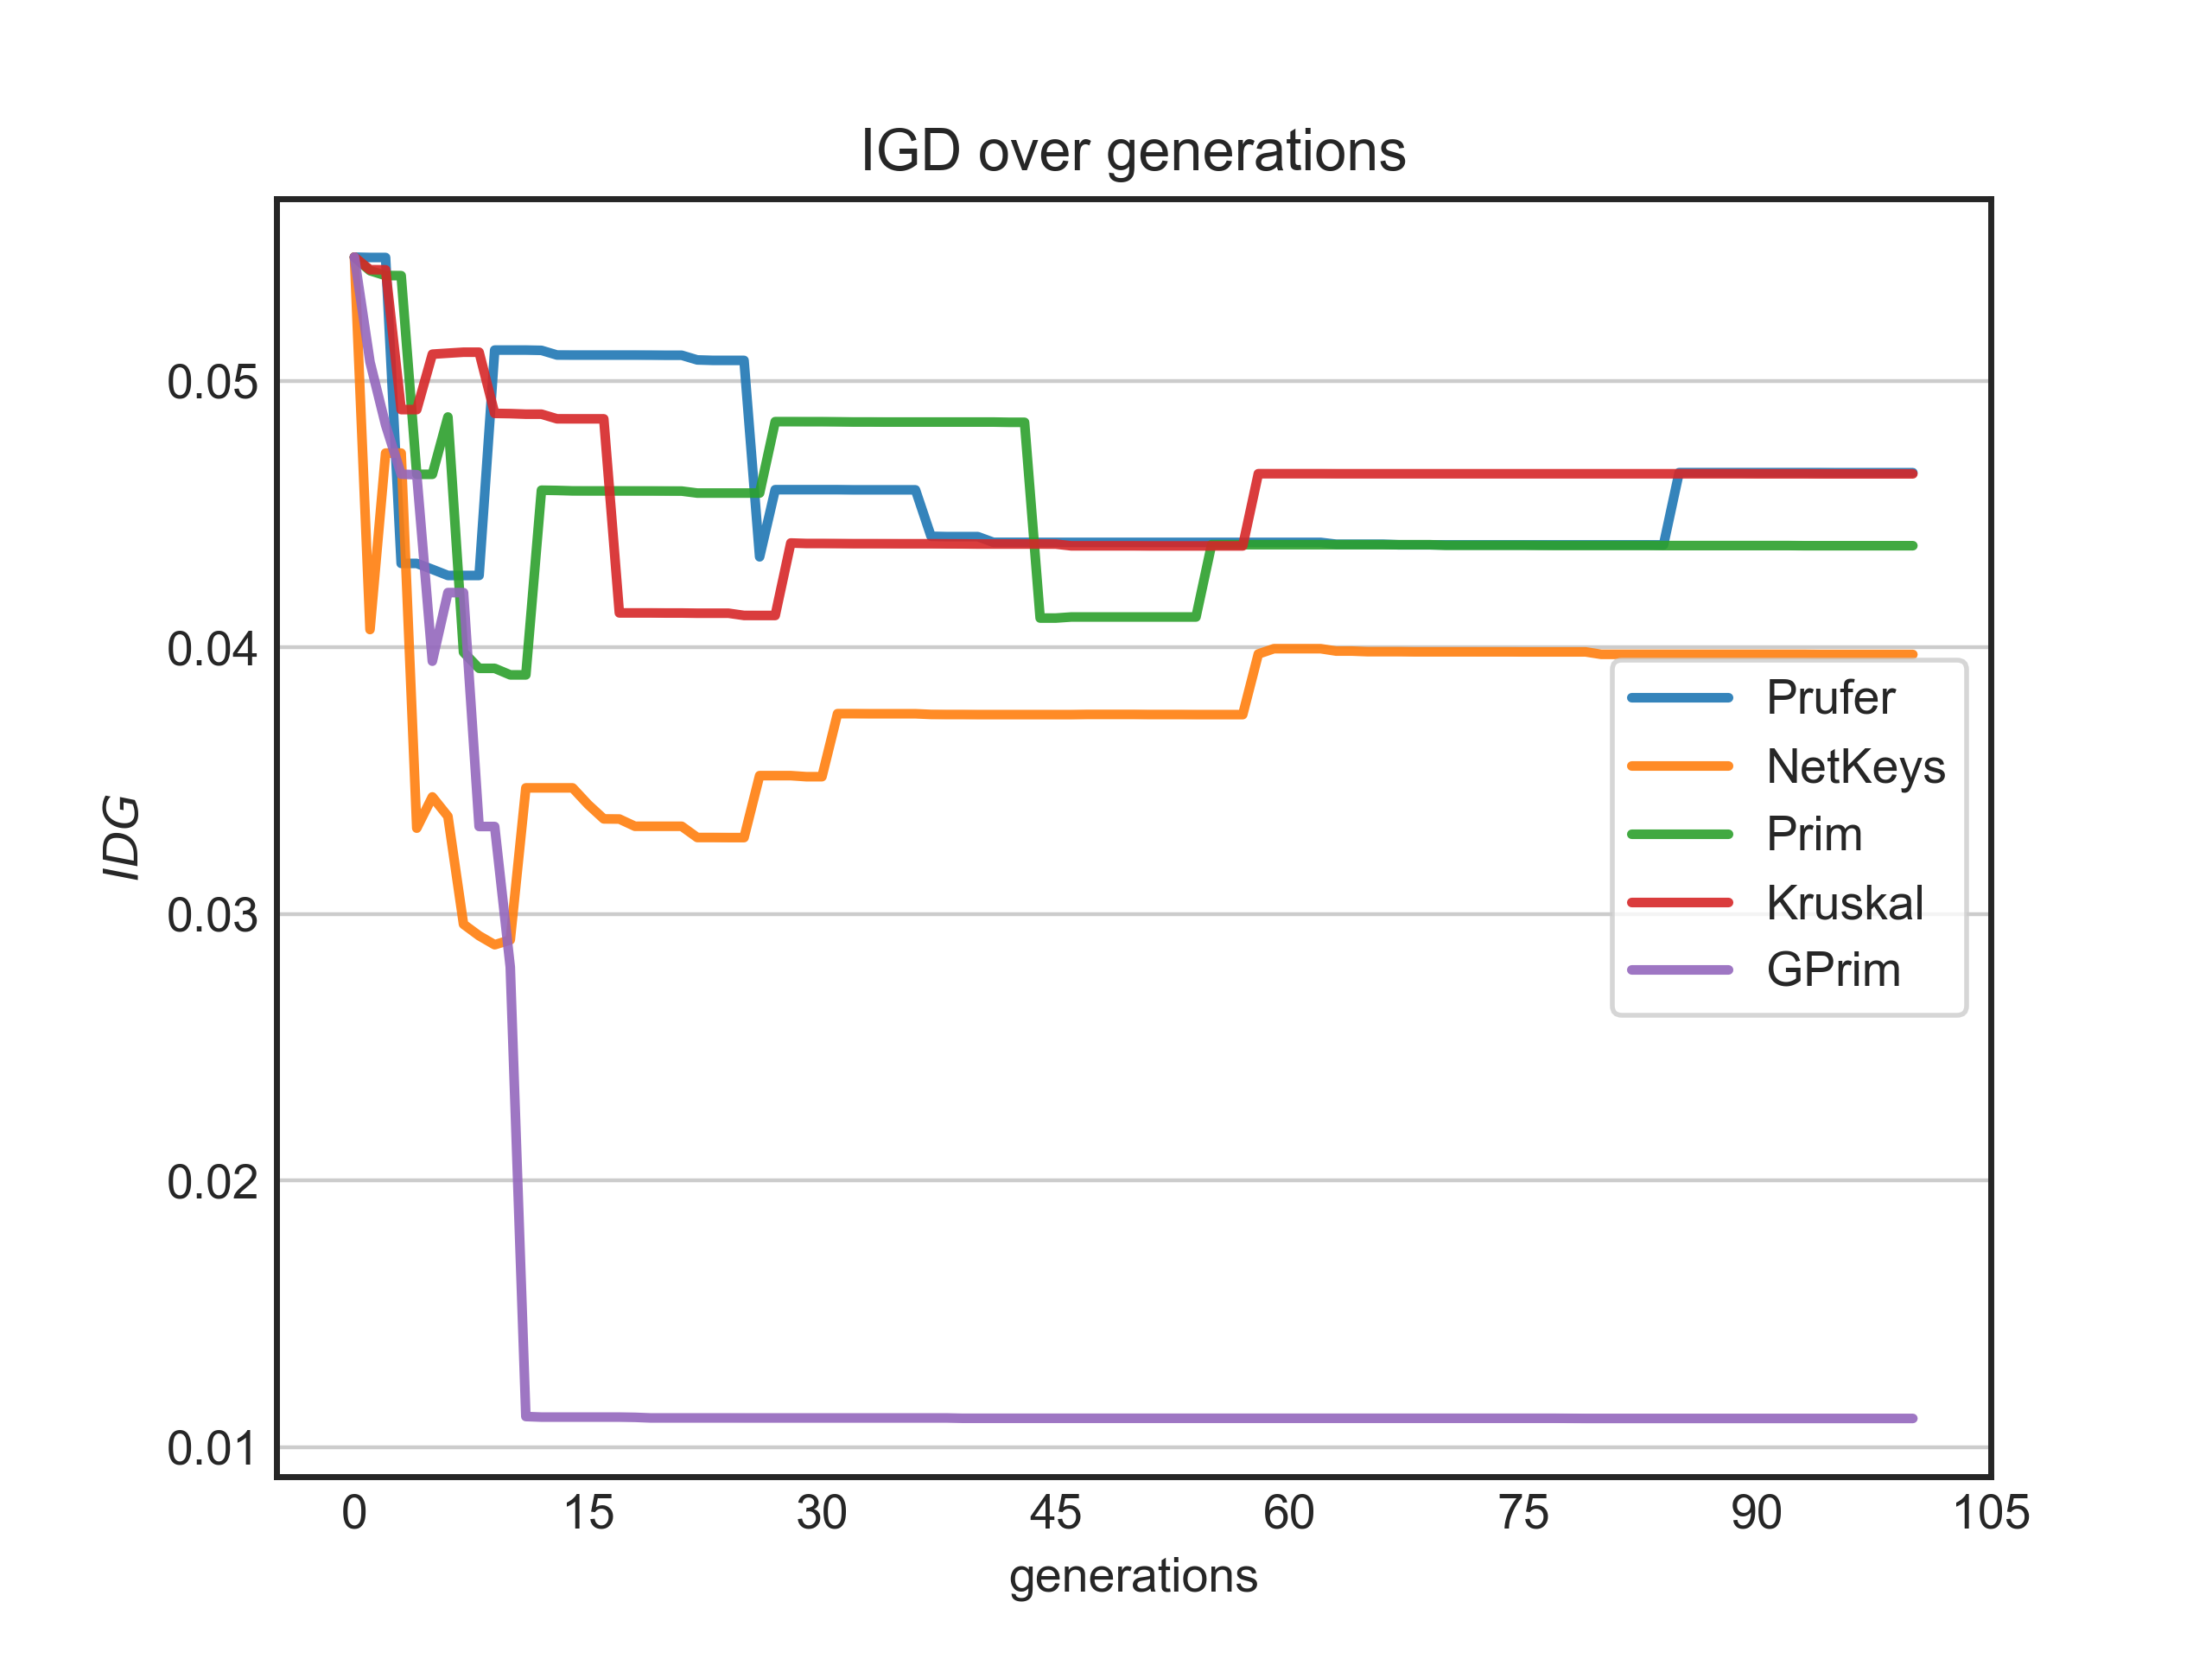 IGD over generations
IDG
0.05
0.04
0.03
0.02
0.01
Prufer
NetKeys
Prim
Kruskal
GPrim
0 15 30 45 60 75 90 105
generations